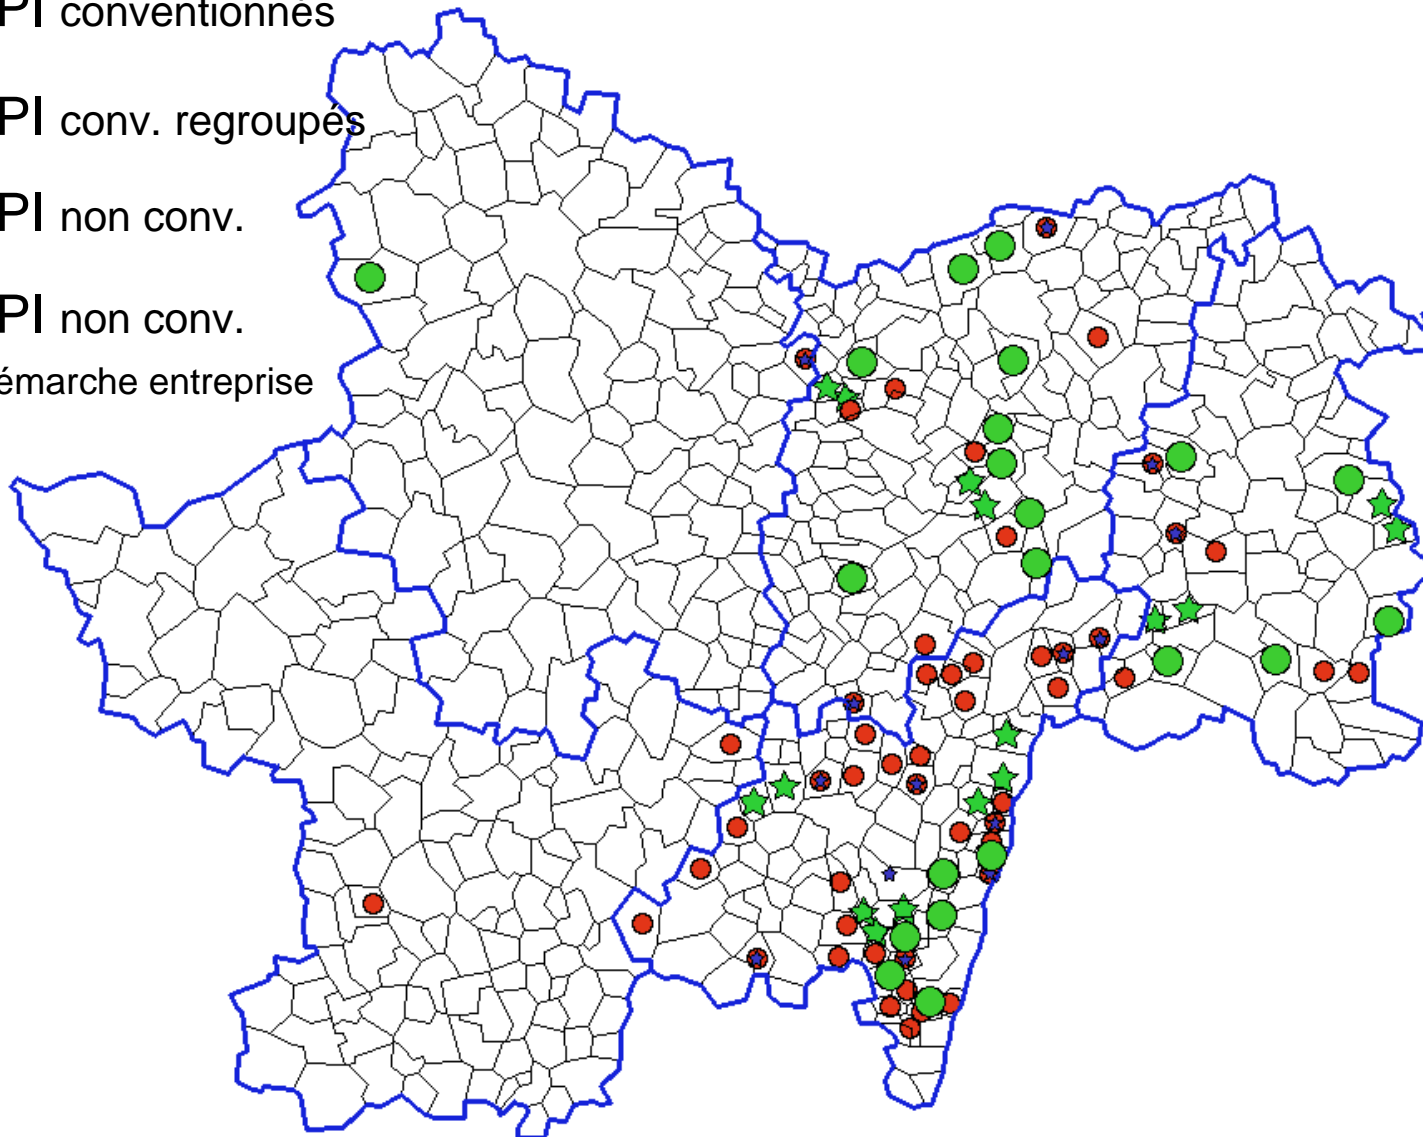 PI conventionnés
PI conv. regroupés
PI non conv.
PI non conv.
émarche entreprise